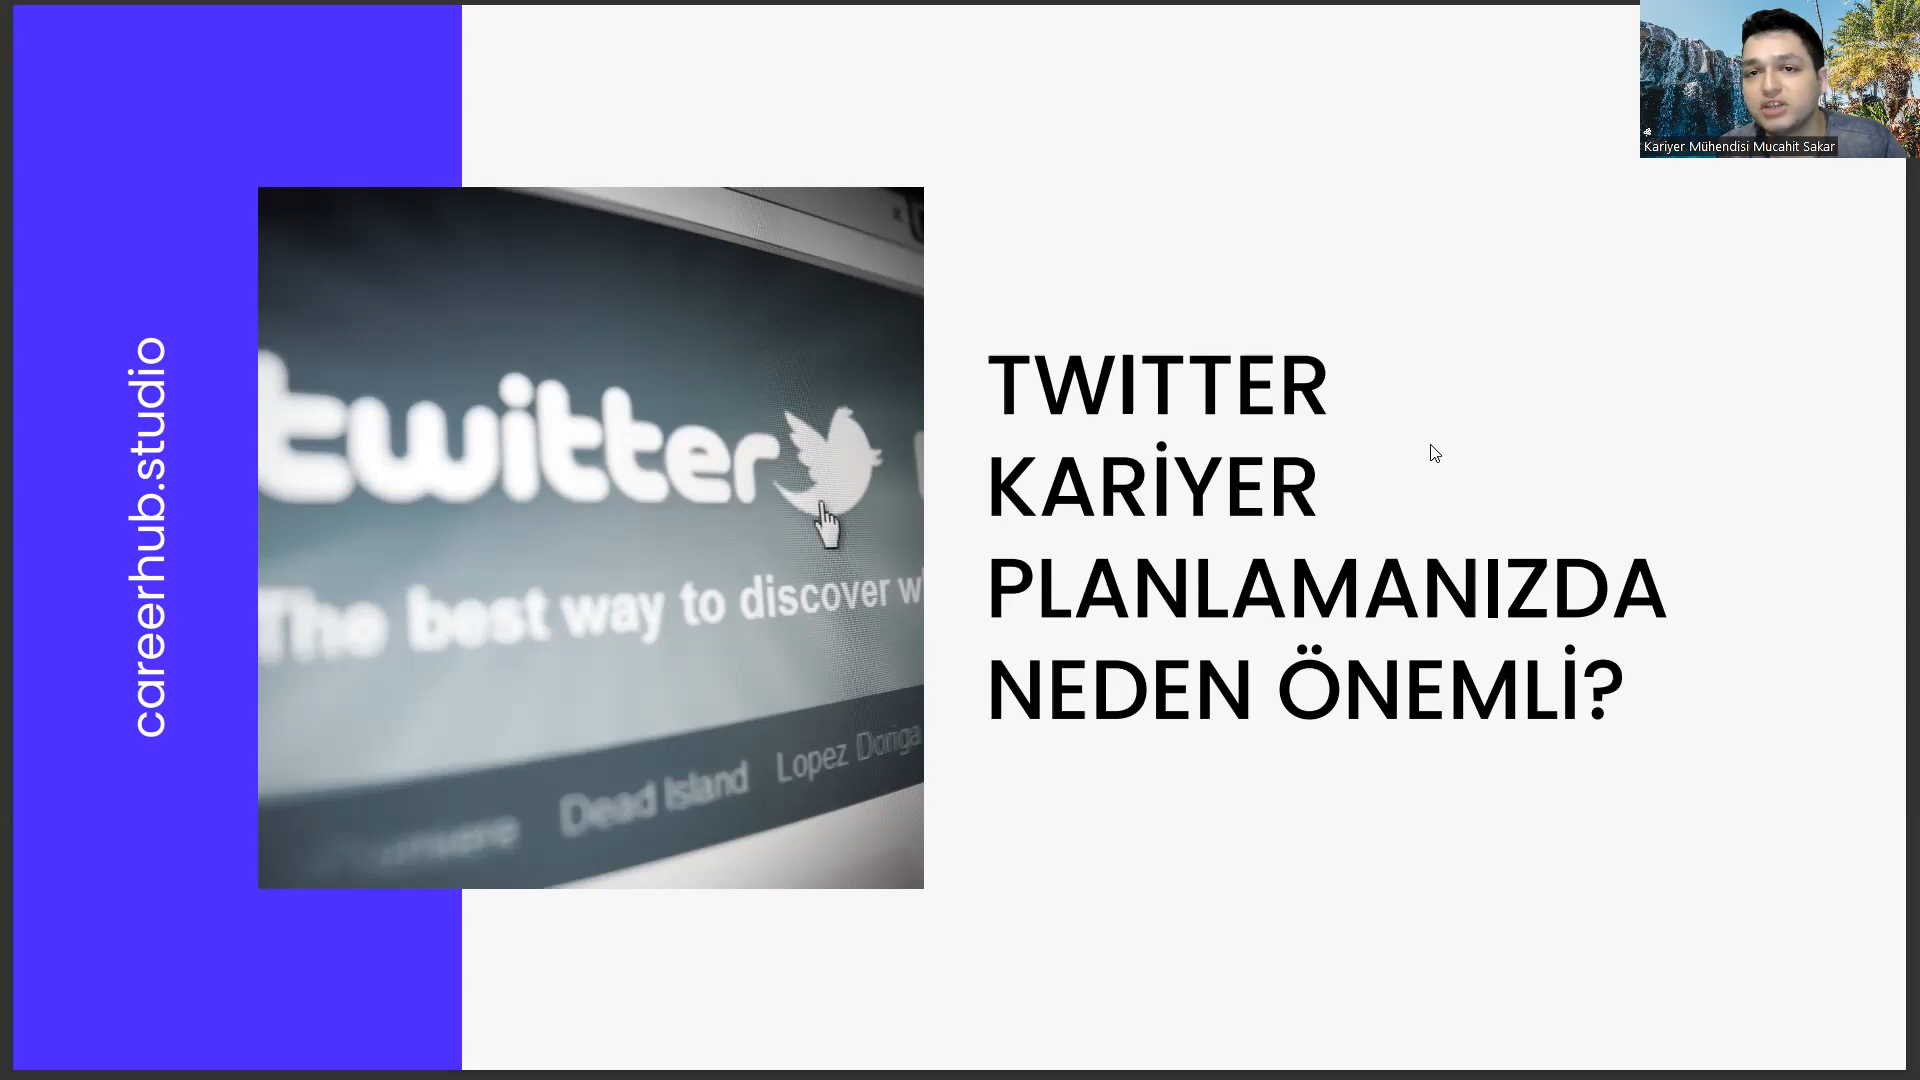 Kariyer Mühendisi Mucahit Sakar
careerhub.studio
twitter
The best way to discover
Dead Island
Lopez
TWITTER
KARİYER
PLANLAMANIZDA
NEDEN ÖNEMLİ?